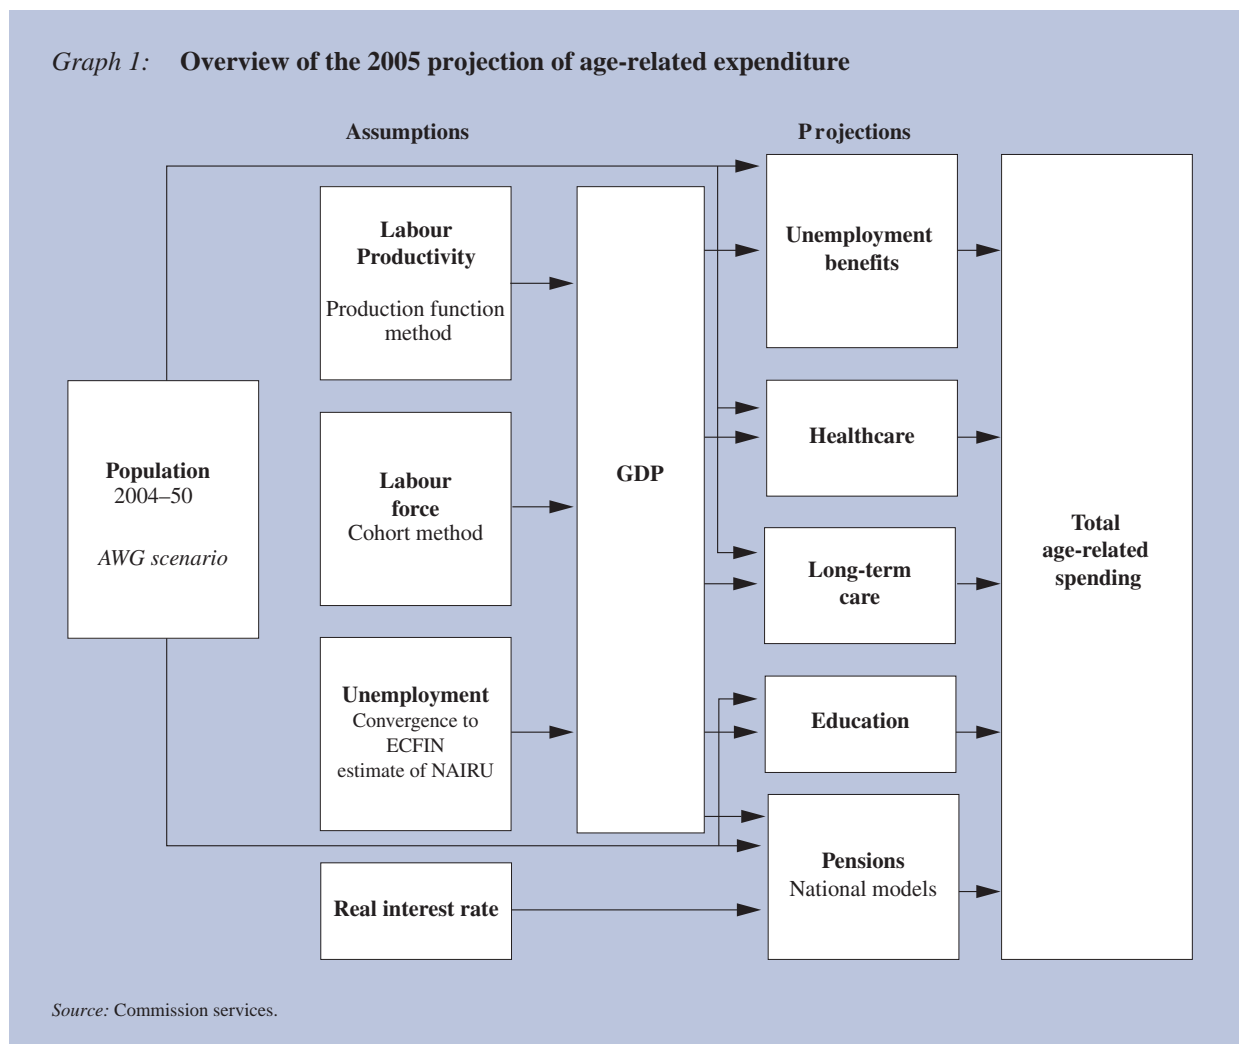 Graph 1: Overview of the 2005 projection of age-related expenditure
Assumptions
Projections
Population
2004–50
AWG scenario
Labour
Productivity
Production function
method
Labour
force
Cohort method
Unemployment
Convergence to
ECFIN
estimate of NAIRU
Real interest rate
GDP
Unemployment
benefits
Healthcare
Long-term
care
Education
Pensions
National models
Total
age-related
spending
Source: Commission services.